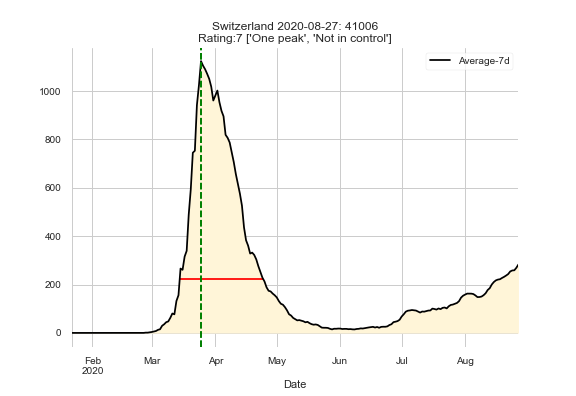 Switzerland 2020-08-27: 41006
Rating:7 ['One peak', 'Not in control']
Average-7d
1000
800
600
400
200
0
Feb
2020
Mar
Apr
May
Jun
Jul
Aug
Date